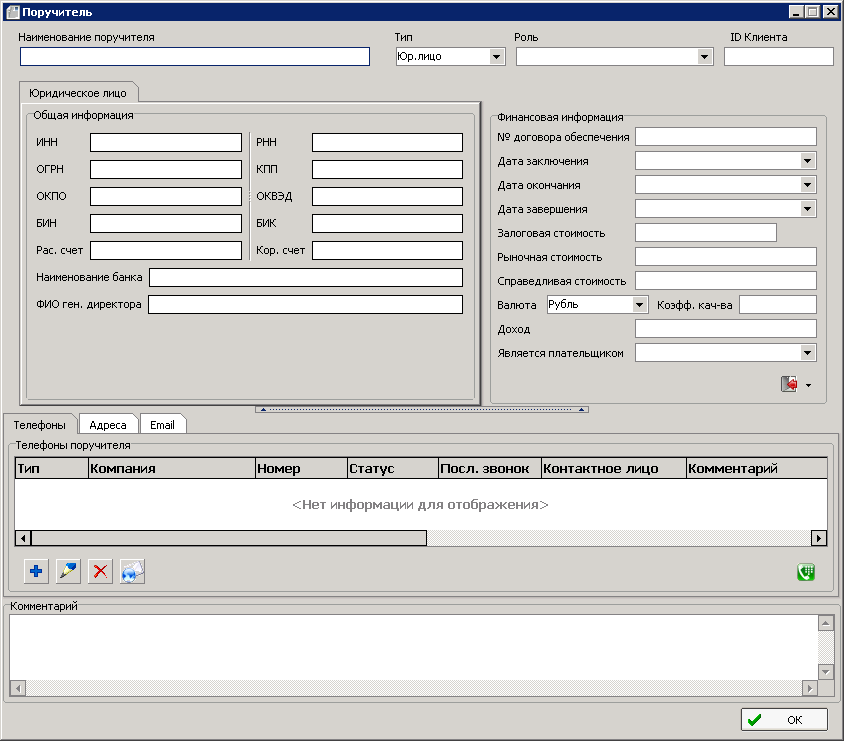 Поручитель
Наименование поручителя Тип Роль ID Клиента
Юр.лицо
Юридическое лицо
Общая информация
ИНН РНН
ОГРН КПП
ОКПО ОКВЭД
БИН БИК
Рас. счет Кор. счет
Наименование банка
ФИО ген. директора
Финансовая информация
№ договора обеспечения
Дата заключения
Дата окончания
Дата завершения
Залоговая стоимость
Рыночная стоимость
Справедливая стоимость
Валюта Рубль Коэфф. кач-ва
Доход
Является плательщиком
Телефоны Адреса Email
Телефоны поручителя
Тип Компания Номер Статус Посл. звонок Контактное лицо Комментарий
<Нет информации для отображения>
Комментарий
OK